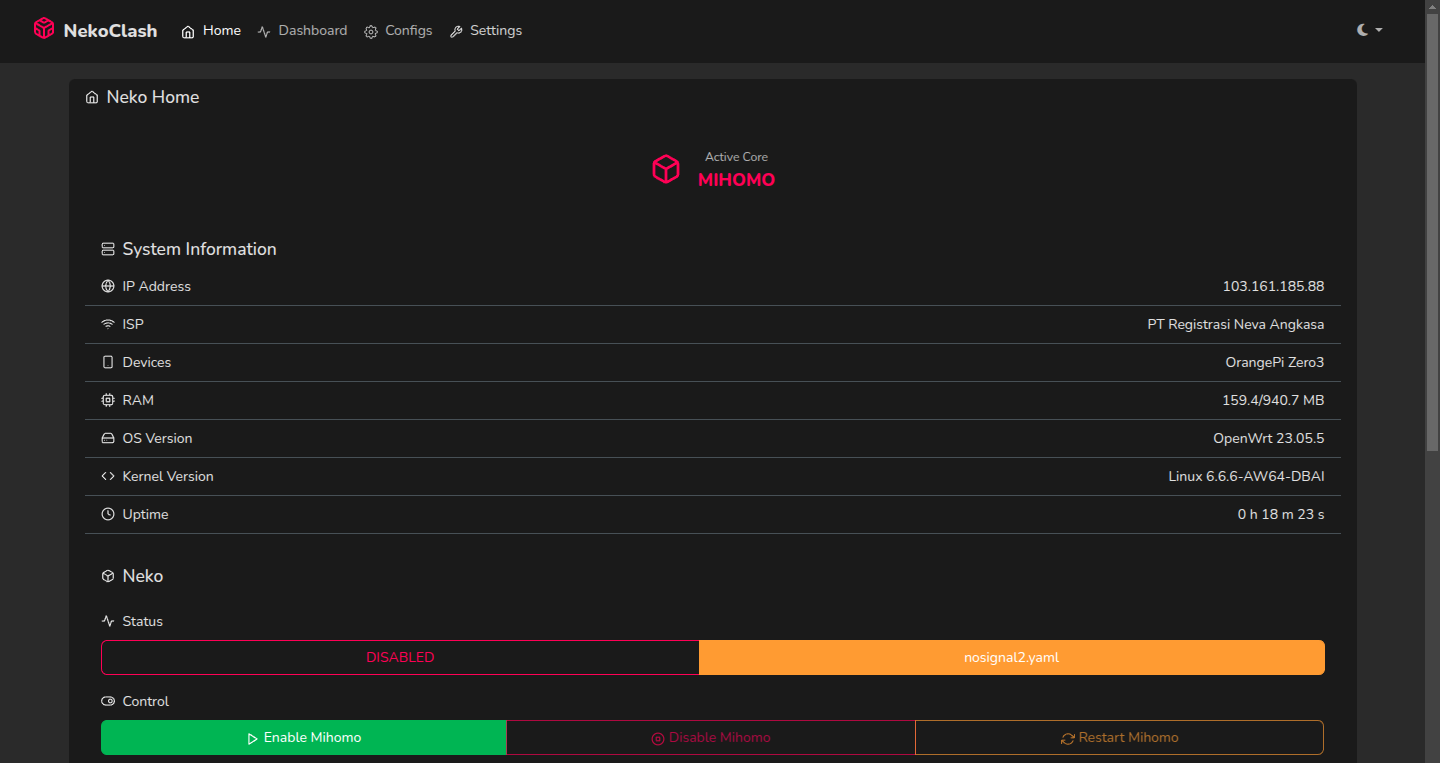 NekoClash Home Dashboard Configs Settings
Neko Home
Active Core
MIHOMO
System Information
IP Address 103.161.185.88
ISP PT Registrasi Neva Angkasa
Devices OrangePi Zero3
RAM 159.4/940.7 MB
OS Version OpenWrt 23.05.5
Kernel Version Linux 6.6.6-AW64-DBAI
Uptime 0 h 18 m 23 s
Neko
Status
DISABLED nosignal2.yaml
Control
Enable Mihomo Disable Mihomo Restart Mihomo